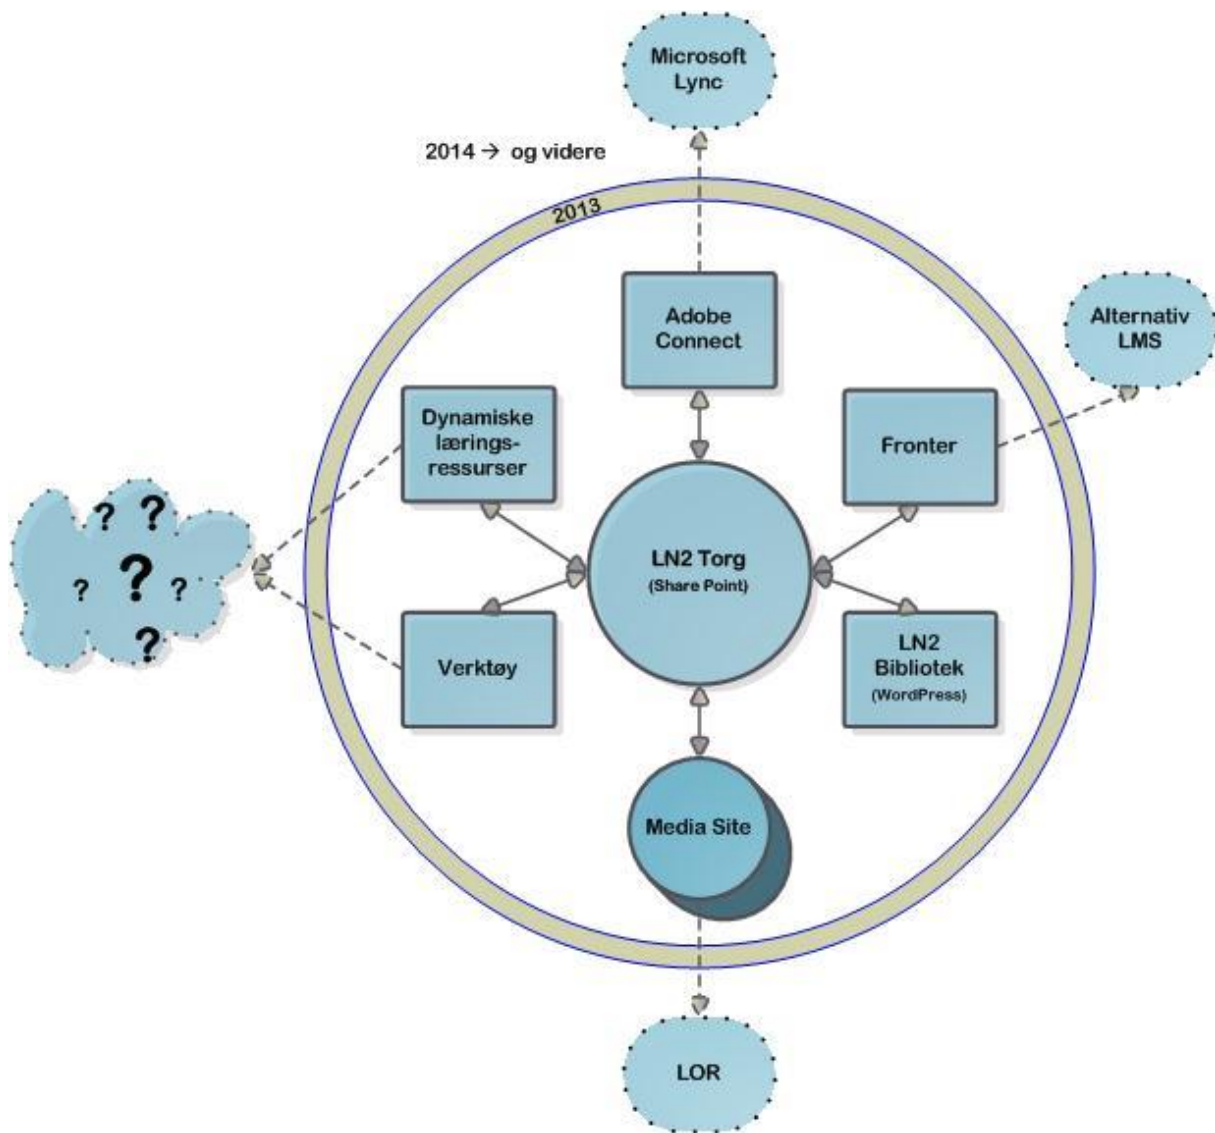 Microsoft
Lync
2014 → og videre
2013
Adobe
Connect
Alternativ
LMS
Dynamiske
lærings-
ressurser
Fronter
? ?
? ? ?
?
LN2 Torg
(Share Point)
Verktøy
LN2
Bibliotek
(WordPress)
Media Site
LOR